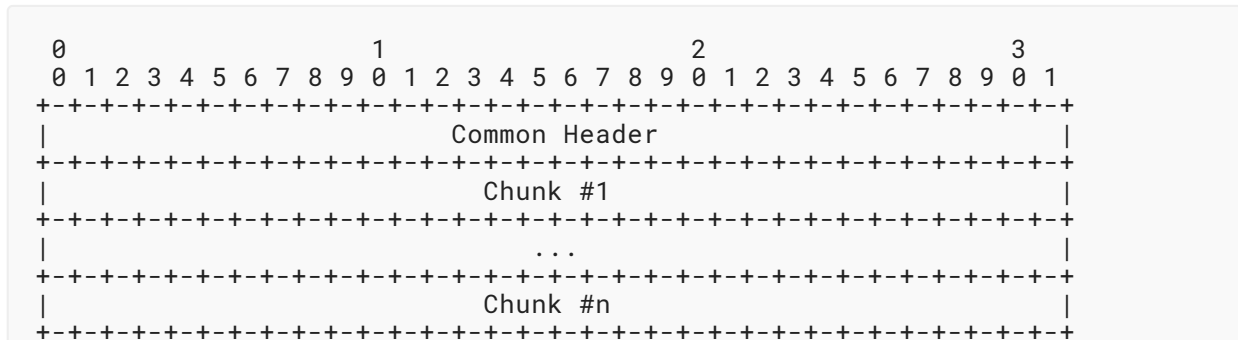 0                   1                   2                   3
 0 1 2 3 4 5 6 7 8 9 0 1 2 3 4 5 6 7 8 9 0 1 2 3 4 5 6 7 8 9 0 1
+-+-+-+-+-+-+-+-+-+-+-+-+-+-+-+-+-+-+-+-+-+-+-+-+-+-+-+-+-+-+-+-+
|                         Common Header                         |
+-+-+-+-+-+-+-+-+-+-+-+-+-+-+-+-+-+-+-+-+-+-+-+-+-+-+-+-+-+-+-+-+
|                           Chunk #1                            |
+-+-+-+-+-+-+-+-+-+-+-+-+-+-+-+-+-+-+-+-+-+-+-+-+-+-+-+-+-+-+-+-+
|                              ...                              |
+-+-+-+-+-+-+-+-+-+-+-+-+-+-+-+-+-+-+-+-+-+-+-+-+-+-+-+-+-+-+-+-+
|                           Chunk #n                            |
+-+-+-+-+-+-+-+-+-+-+-+-+-+-+-+-+-+-+-+-+-+-+-+-+-+-+-+-+-+-+-+-+